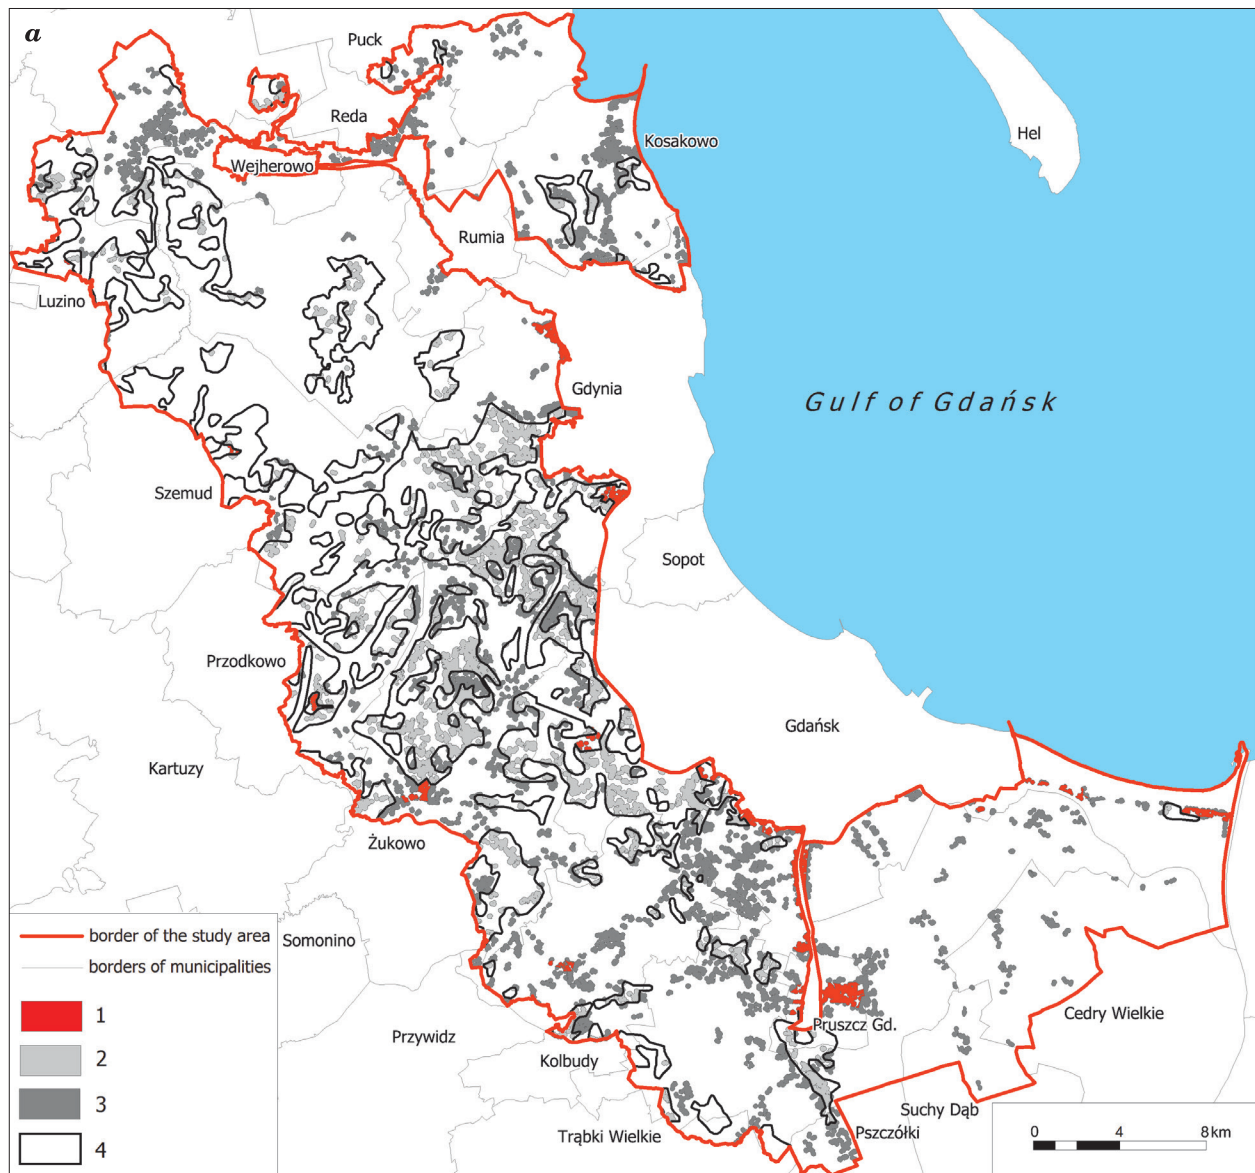 a
Puck
Reda
Hel
Kosakowo
Wejherowo
Rumia
Luzino
Gdynia
Gulf of Gdańsk
Szemud
Sopot
Przodkowo
Gdańsk
Kartuzy
Żukowo
border of the study area
Somonino
borders of municipalities
1
Cedry Wielkie
Pruszcz Gd.
Przywidz
2
Kolbudy
3
Suchy Dąb
Pszczółki
Trąbki Wielkie
4
0 4 8 km